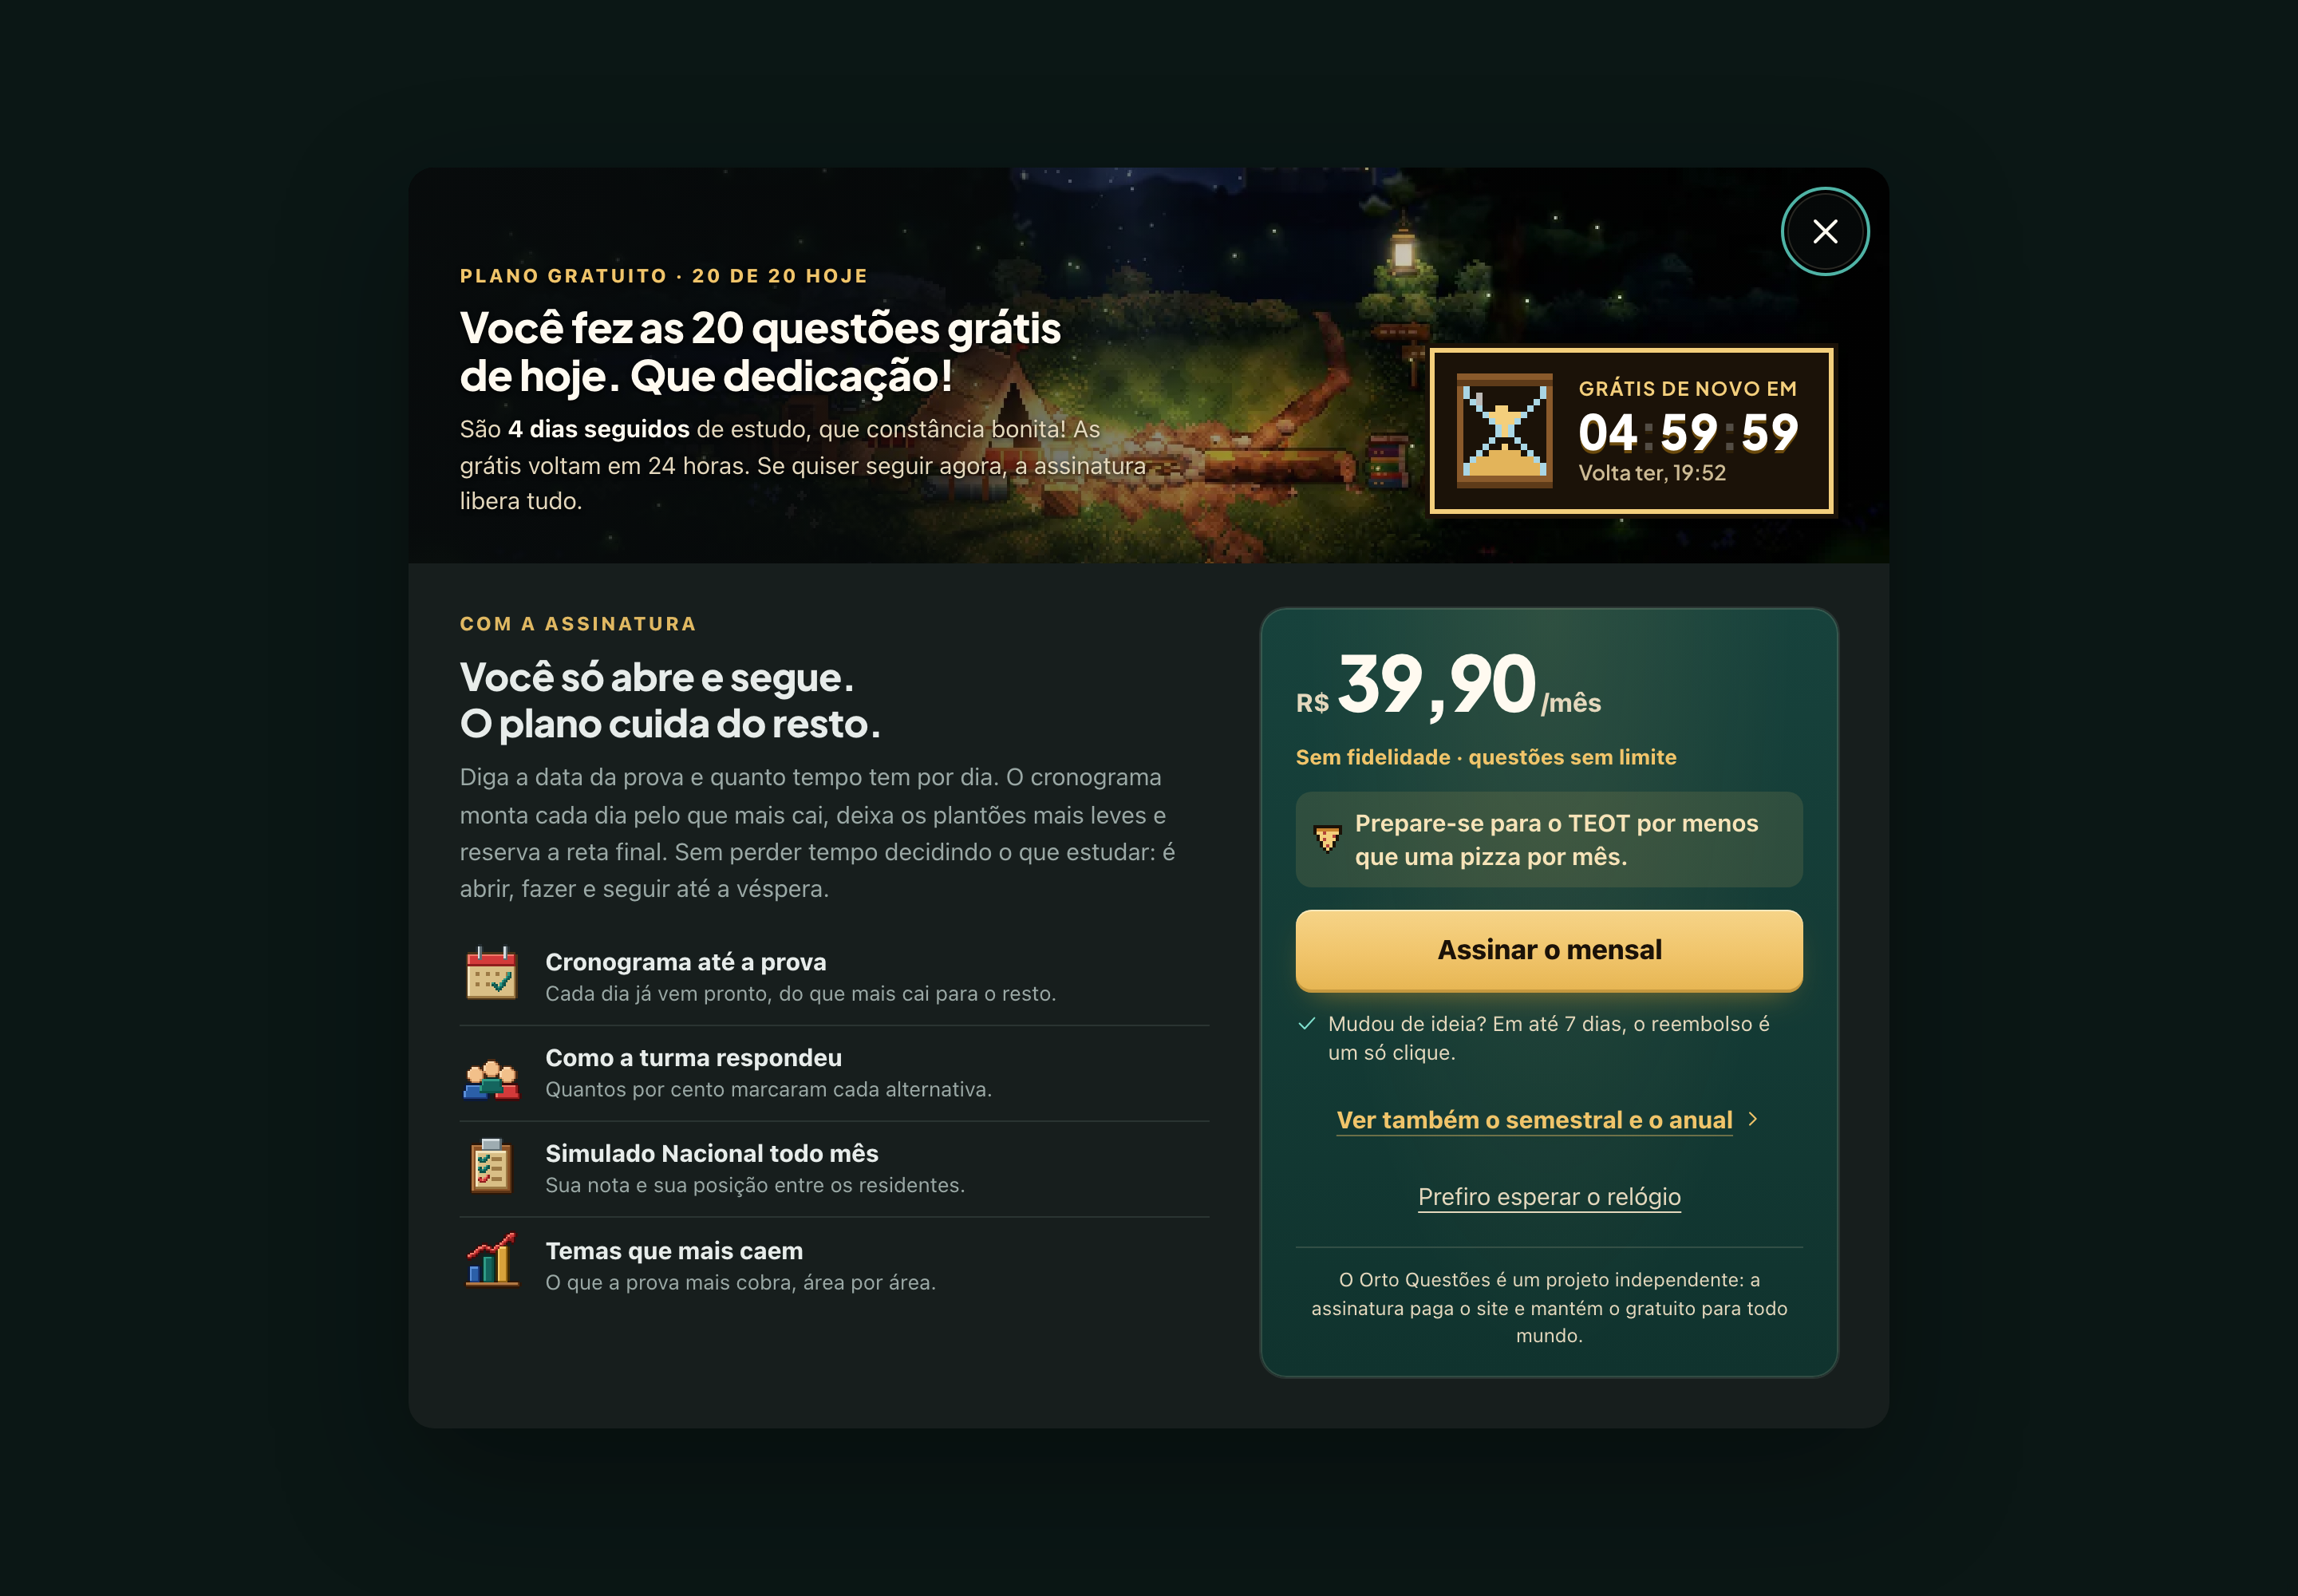 PLANO GRATUITO · 20 DE 20 HOJE
Você fez as 20 questões grátis
de hoje. Que dedicação!
São 4 dias seguidos de estudo, que constância bonita! As
grátis voltam em 24 horas. Se quiser seguir agora, a assinatura
libera tudo.
GRÁTIS DE NOVO EM
04:59:59
Volta ter, 19:52
COM A ASSINATURA
Você só abre e segue.
O plano cuida do resto.
Diga a data da prova e quanto tempo tem por dia. O cronograma
monta cada dia pelo que mais cai, deixa os plantões mais leves e
reserva a reta final. Sem perder tempo decidindo o que estudar: é
abrir, fazer e seguir até a véspera.
Cronograma até a prova
Cada dia já vem pronto, do que mais cai para o resto.
Como a turma respondeu
Quantos por cento marcaram cada alternativa.
Simulado Nacional todo mês
Sua nota e sua posição entre os residentes.
Temas que mais caem
O que a prova mais cobra, área por área.
R$ 39,90/mês
Sem fidelidade · questões sem limite
Prepare-se para o TEOT por menos
que uma pizza por mês.
Assinar o mensal
Mudou de ideia? Em até 7 dias, o reembolso é
um só clique.
Ver também o semestral e o anual
Prefiro esperar o relógio
O Orto Questões é um projeto independente: a
assinatura paga o site e mantém o gratuito para todo
mundo.